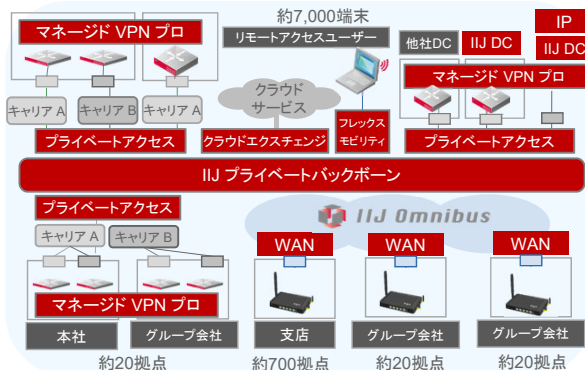 マネージド VPN プロ
キャリア A
キャリア B
キャリア A
プライベートアクセス
約7,000端末
リモートアクセスユーザー
クラウド
サービス
クラウドエクスチェンジ
フレックス
モビリティ
他社DC
IIJ DC
IP
IIJ DC
マネージド VPN プロ
プライベートアクセス
IIJ プライベートバックボーン
プライベートアクセス
キャリア A
キャリア B
マネージド VPN プロ
本社
グループ会社
約20拠点
IIJ Omnibus
WAN
支店
約700拠点
WAN
グループ会社
約20拠点
WAN
グループ会社
約20拠点